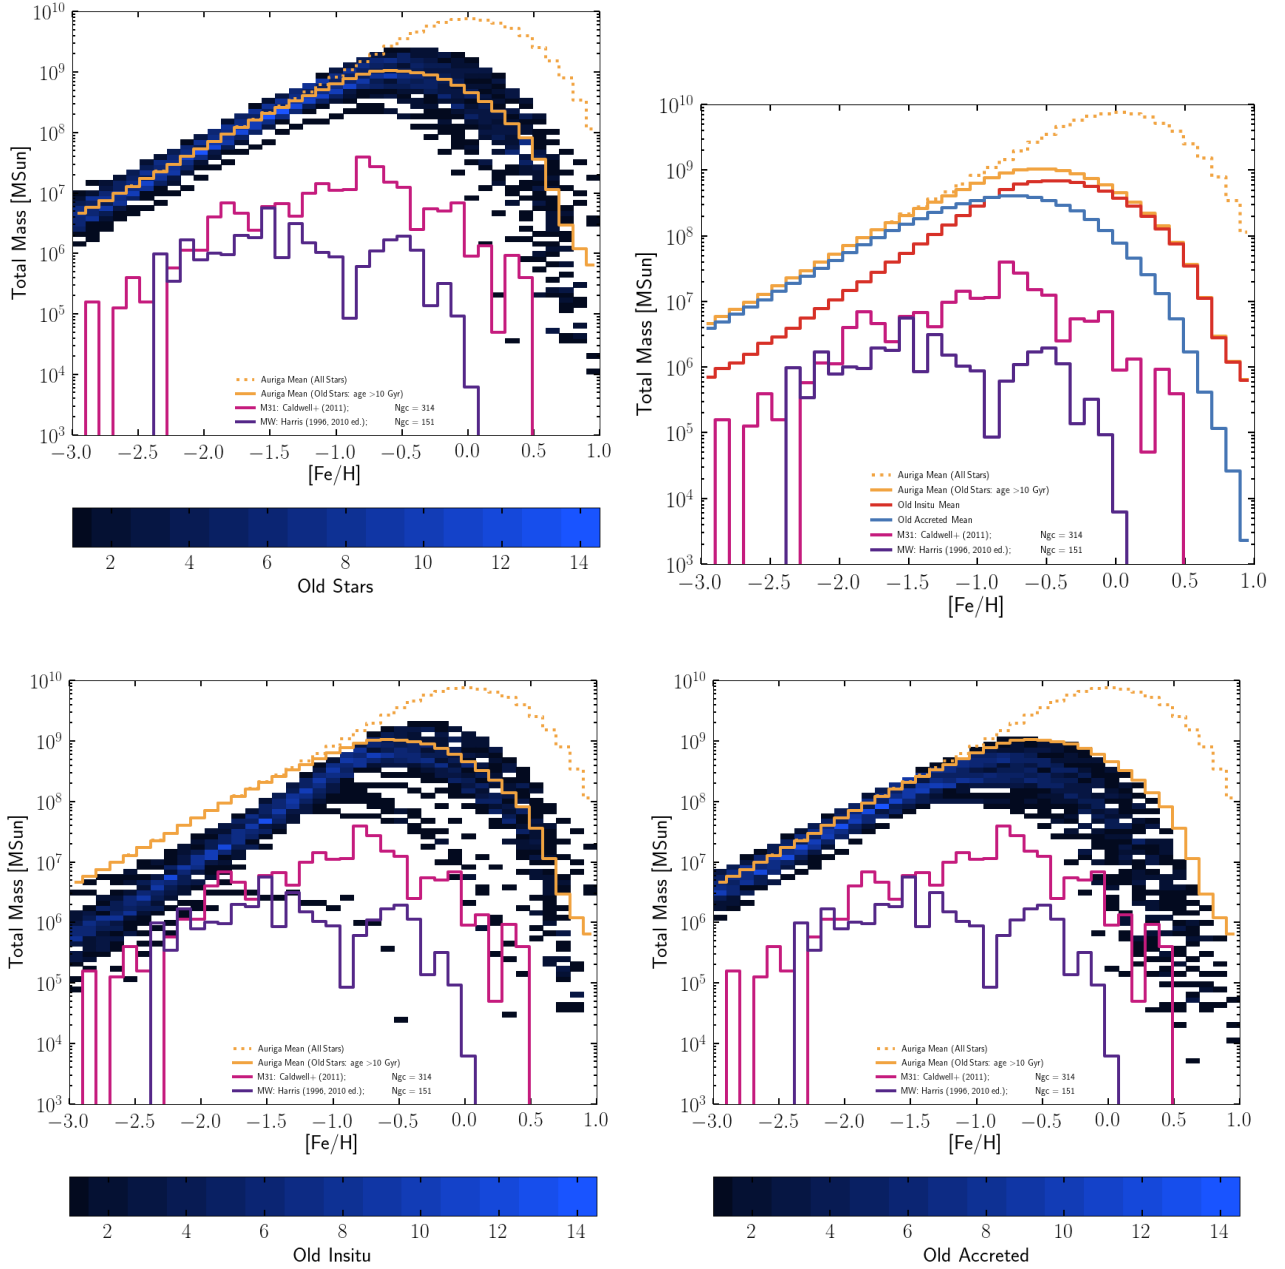 10^10
10^9
10^8
10^7
10^6
10^5
10^4
10^3
Total Mass [MSun]
Auriga Mean (All Stars)
Auriga Mean (Old Stars: age >10 Gyr)
M31: Caldwell+ (2011); Ngc = 314
MW: Harris (1996, 2010 ed.); Ngc = 151
−3.0 −2.5 −2.0 −1.5 −1.0 −0.5 0.0 0.5 1.0
[Fe/H]
2 4 6 8 10 12 14
Old Stars
10^10
10^9
10^8
10^7
10^6
10^5
10^4
10^3
Total Mass [MSun]
Auriga Mean (All Stars)
Auriga Mean (Old Stars: age >10 Gyr)
Old Insitu Mean
Old Accreted Mean
M31: Caldwell+ (2011); Ngc = 314
MW: Harris (1996, 2010 ed.); Ngc = 151
−3.0 −2.5 −2.0 −1.5 −1.0 −0.5 0.0 0.5 1.0
[Fe/H]
10^10
10^9
10^8
10^7
10^6
10^5
10^4
10^3
Total Mass [MSun]
Auriga Mean (All Stars)
Auriga Mean (Old Stars: age >10 Gyr)
M31: Caldwell+ (2011); Ngc = 314
MW: Harris (1996, 2010 ed.); Ngc = 151
−3.0 −2.5 −2.0 −1.5 −1.0 −0.5 0.0 0.5 1.0
[Fe/H]
2 4 6 8 10 12 14
Old Insitu
10^10
10^9
10^8
10^7
10^6
10^5
10^4
10^3
Total Mass [MSun]
Auriga Mean (All Stars)
Auriga Mean (Old Stars: age >10 Gyr)
M31: Caldwell+ (2011); Ngc = 314
MW: Harris (1996, 2010 ed.); Ngc = 151
−3.0 −2.5 −2.0 −1.5 −1.0 −0.5 0.0 0.5 1.0
[Fe/H]
2 4 6 8 10 12 14
Old Accreted